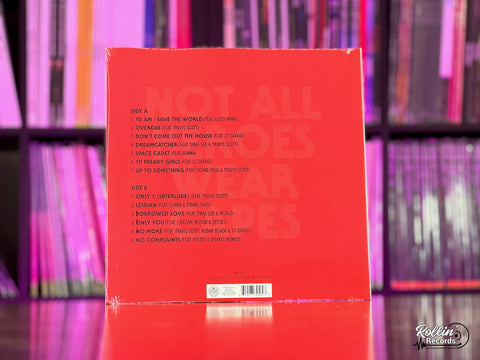 NOT ALL
HEROES
WEAR
CAPES
SIDE A
1 10 AM / SAVE THE WORLD (FEAT GUCCI MANE)
2 OVERDUE (FEAT TRAVIS SCOTT)
3 DON'T COME OUT THE HOUSE (FEAT 21 SAVAGE)
4 DREAMCATCHER (FEAT SWAE LEE & TRAVIS SCOTT)
5 SPACE CADET (FEAT GUNNA)
6 10 FREAKY GIRLS (FEAT 21 SAVAGE)
7 UP TO SOMETHING (FEAT YOUNG THUG & TRAVIS SCOTT)
SIDE B
1 ONLY 1 (INTERLUDE) (FEAT TRAVIS SCOTT)
2 LESBIAN (FEAT GUNNA & YOUNG THUG)
3 BORROWED LOVE (FEAT SWAE LEE & WIZKID)
4 ONLY YOU (FEAT J BALVIN, WIZKID & OFFSET)
5 NO MORE (FEAT TRAVIS SCOTT, KODAK BLACK & 21 SAVAGE)
6 NO COMPLAINTS (FEAT OFFSET & DRAKE) (BONUS)
Rollin'
Records